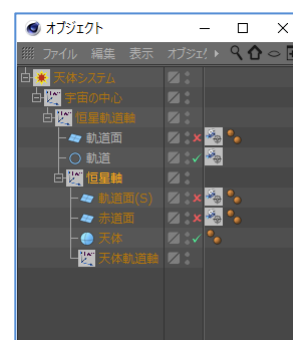 オブジェクト
ファイル 編集 表示 オブジェ
天体システム
宇宙の中心
恒星軌道軸
軌道面
軌道
恒星軸
軌道面(S)
赤道面
天体
天体軌道軸